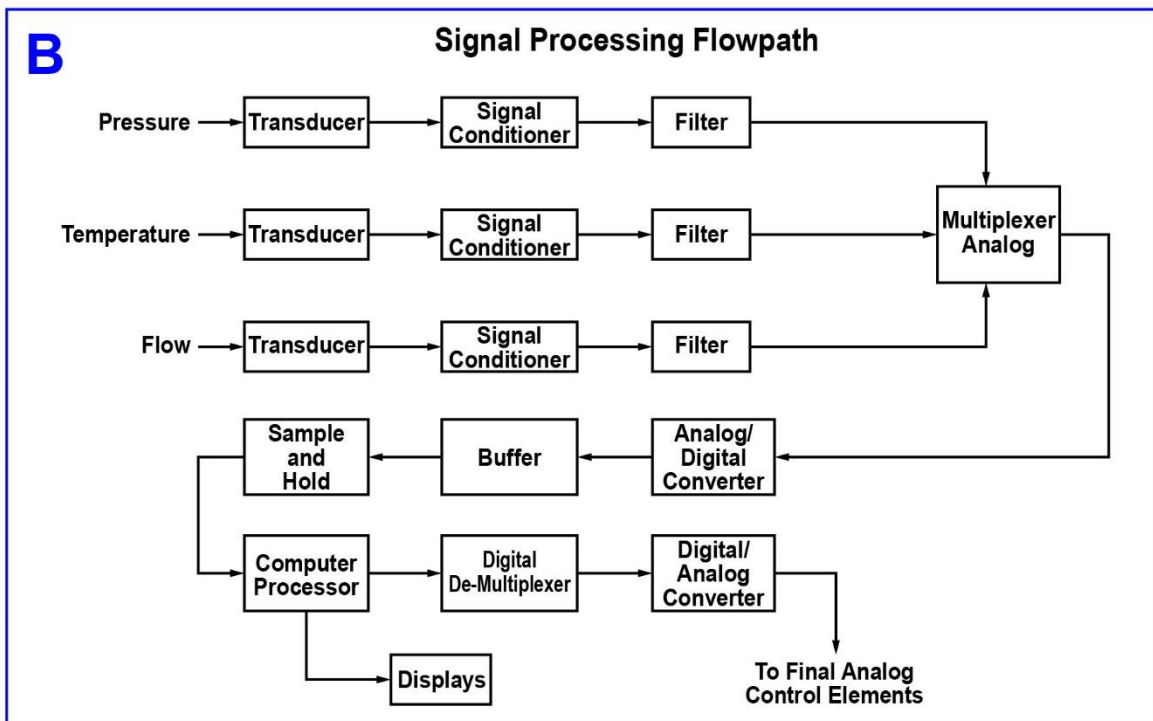 B
Signal Processing Flowpath
Pressure
Transducer
Signal
Conditioner
Filter
Multiplexer
Analog
Temperature
Transducer
Signal
Conditioner
Filter
Flow
Transducer
Signal
Conditioner
Filter
Sample
and
Hold
Buffer
Analog/
Digital
Converter
Computer
Processor
Digital
De-Multiplexer
Digital/
Analog
Converter
Displays
To Final Analog
Control Elements